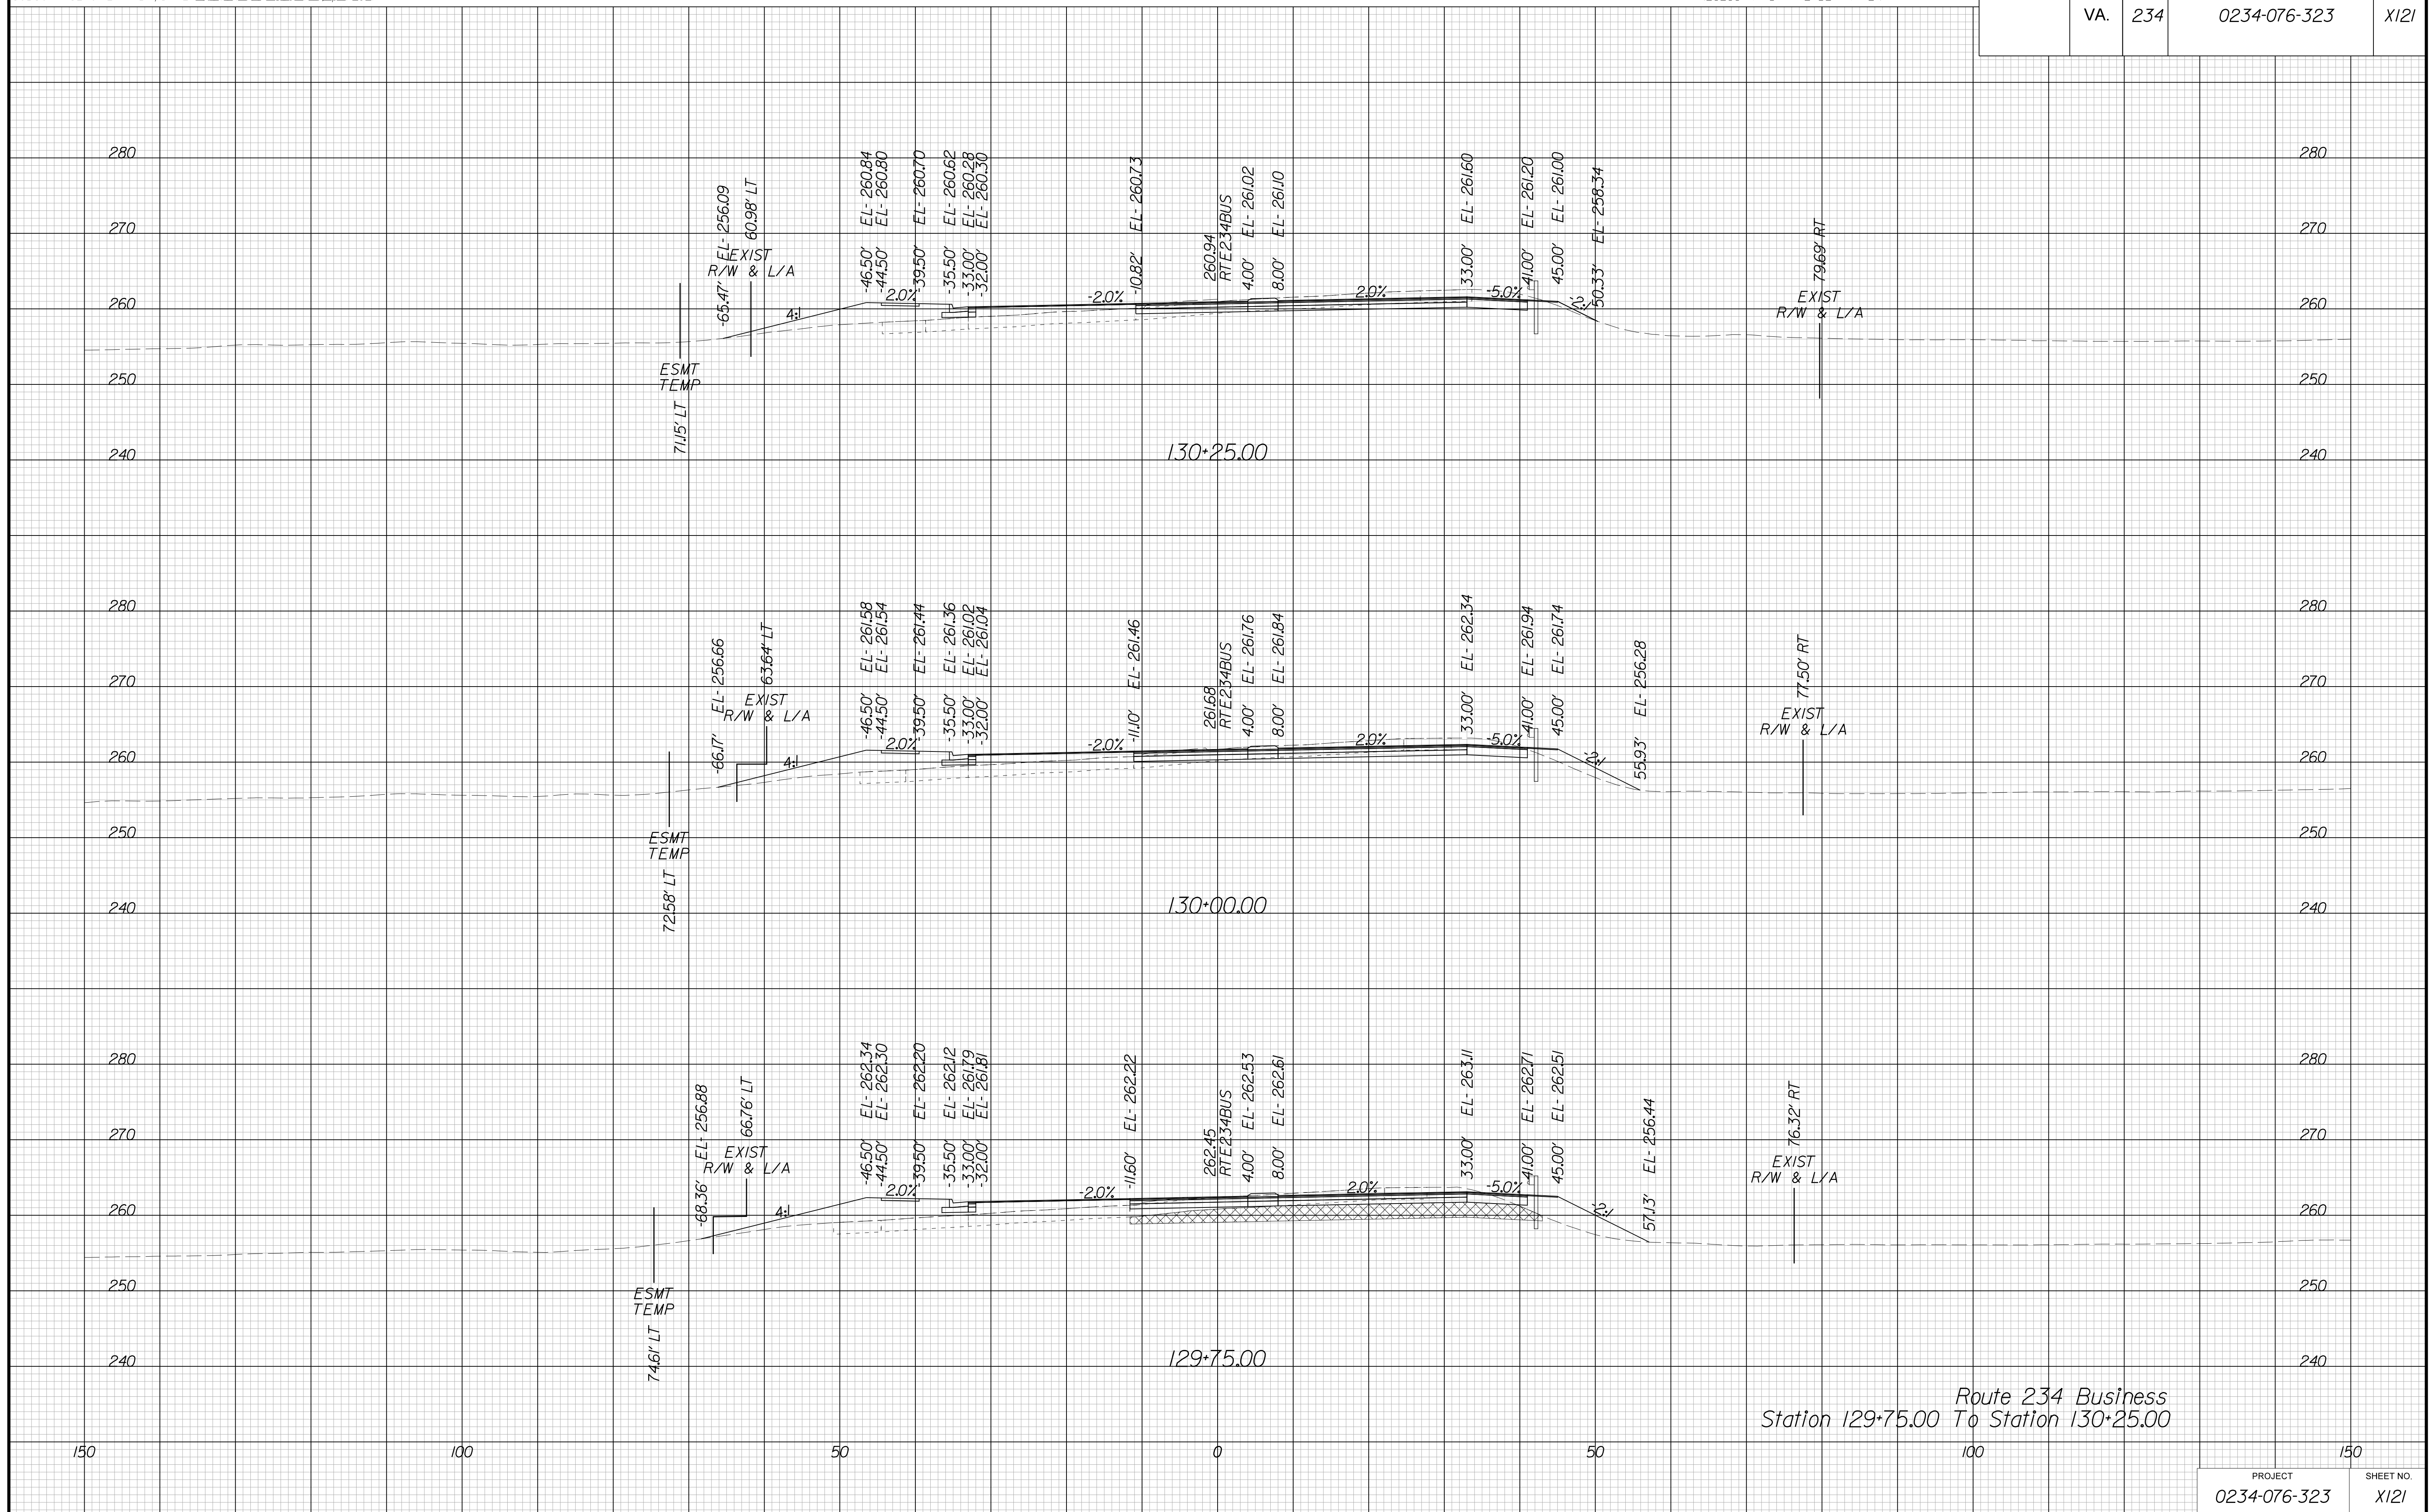 VA. 234 0234-076-323 X121
280 280
270 270
260 260
250 250
240 240
-65.47' EL- 256.09
60.98' LT
EXIST
R/W & L/A
-46.50' EL- 260.84
-44.50' EL- 260.80
-39.50' EL- 260.70
-35.50' EL- 260.62
-33.00' EL- 260.28
-32.00' EL- 260.30
-10.82' EL- 260.73
260.94
RTE234BUS
4.00' EL- 261.02
8.00' EL- 261.10
33.00' EL- 261.60
41.00' EL- 261.20
45.00' EL- 261.00
50.33' EL- 258.34
79.69' RT
EXIST
R/W & L/A
4:1
2.0%
-2.0%
2.0%
-5.0%
-2:1
ESMT
TEMP
71.15' LT
130+25.00
280 280
270 270
260 260
250 250
240 240
-66.17' EL- 256.66
63.64' LT
EXIST
R/W & L/A
-46.50' EL- 261.58
-44.50' EL- 261.54
-39.50' EL- 261.44
-35.50' EL- 261.36
-33.00' EL- 261.02
-32.00' EL- 261.04
-11.10' EL- 261.46
261.68
RTE234BUS
4.00' EL- 261.76
8.00' EL- 261.84
33.00' EL- 262.34
41.00' EL- 261.94
45.00' EL- 261.74
55.93' EL- 256.28
77.50' RT
EXIST
R/W & L/A
4:1
2.0%
-2.0%
2.0%
-5.0%
-2:1
ESMT
TEMP
72.58' LT
130+00.00
280 280
270 270
260 260
250 250
240 240
-68.36' EL- 256.88
66.76' LT
EXIST
R/W & L/A
-46.50' EL- 262.34
-44.50' EL- 262.30
-39.50' EL- 262.20
-35.50' EL- 262.12
-33.00' EL- 261.79
-32.00' EL- 261.81
-11.60' EL- 262.22
262.45
RTE234BUS
4.00' EL- 262.53
8.00' EL- 262.61
33.00' EL- 263.11
41.00' EL- 262.71
45.00' EL- 262.51
57.13' EL- 256.44
76.32' RT
EXIST
R/W & L/A
4:1
2.0%
-2.0%
2.0%
-5.0%
-2:1
ESMT
TEMP
74.61' LT
129+75.00
Route 234 Business
Station 129+75.00 To Station 130+25.00
150 100 50 0 50 100 150
PROJECT SHEET NO.
0234-076-323 X121